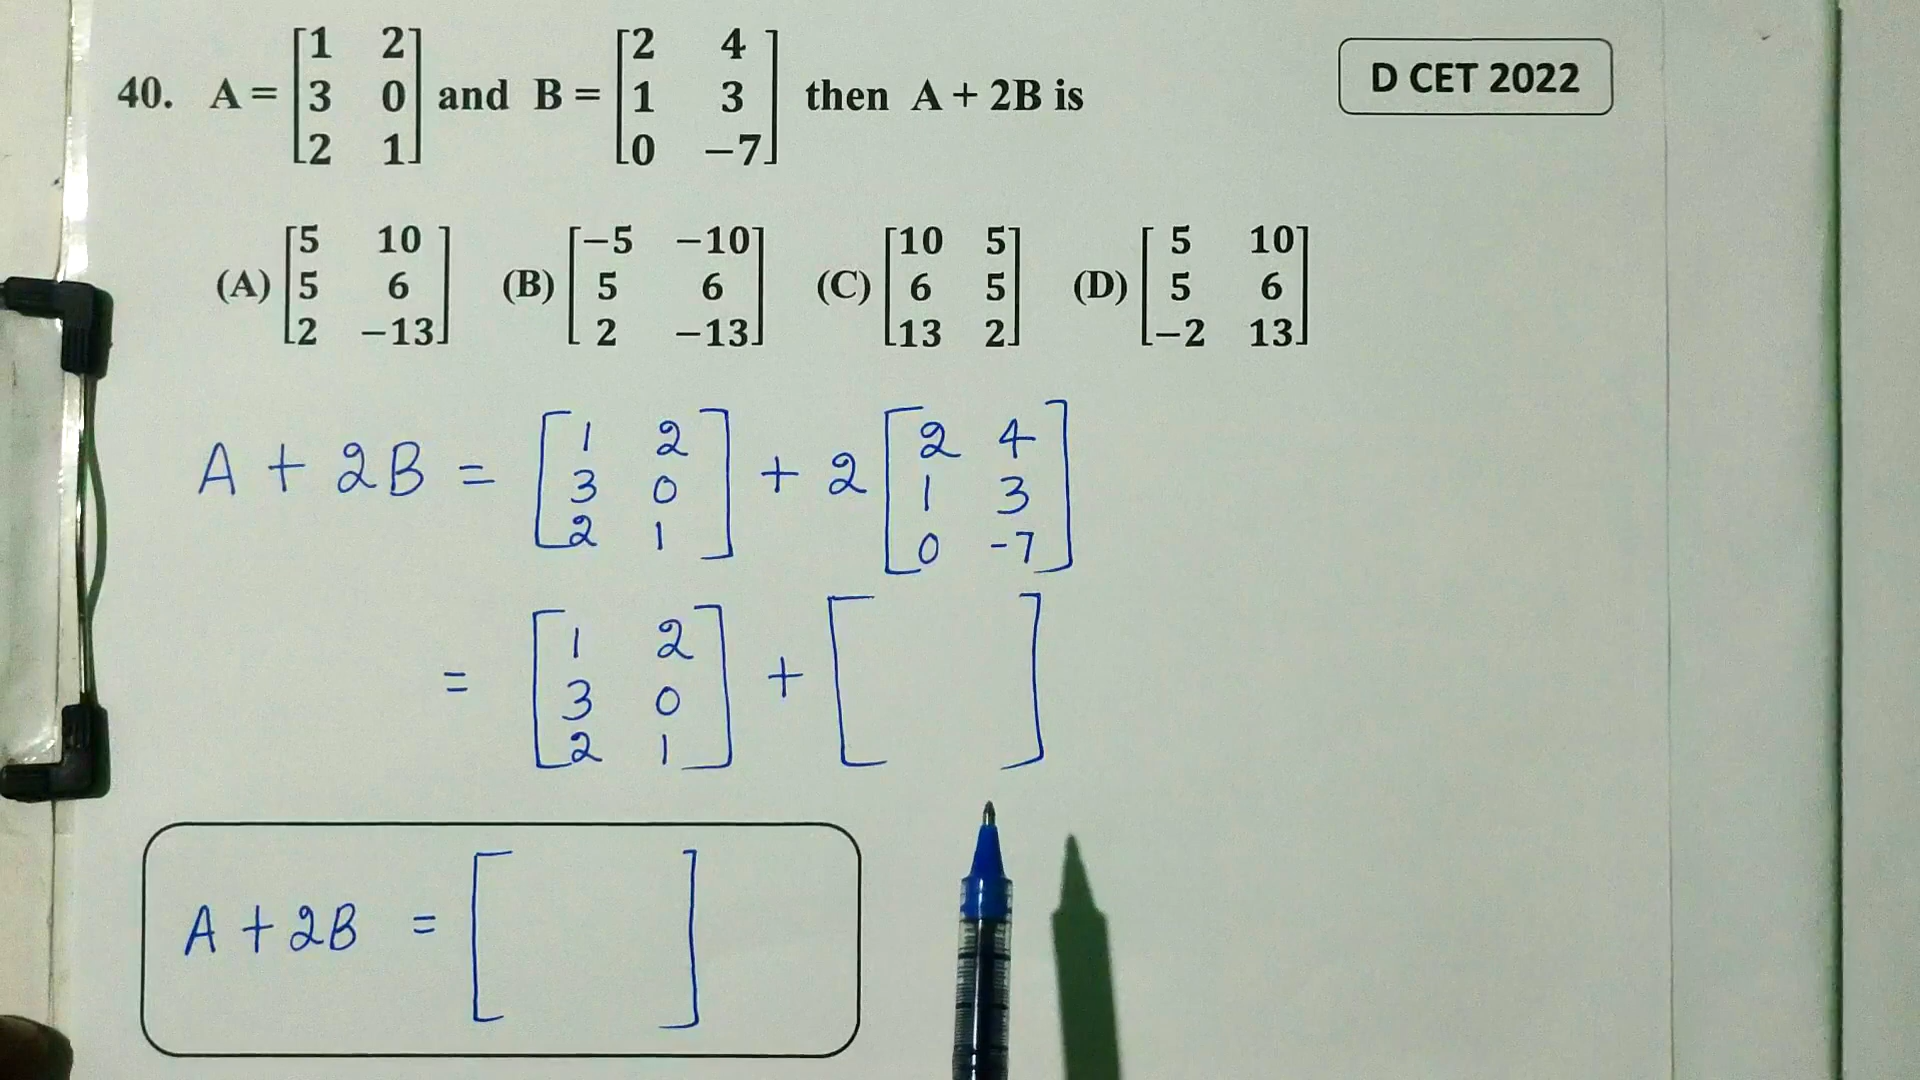 40. A = [1 2; 3 0; 2 1] and B = [2 4; 1 3; 0 −7] then A + 2B is
D CET 2022
(A) [5 10; 5 6; 2 −13] (B) [−5 −10; 5 6; 2 −13] (C) [10 5; 6 5; 13 2] (D) [5 10; 5 6; −2 13]
A + 2B = [1 2; 3 0; 2 1] + 2 [2 4; 1 3; 0 -7]
= [1 2; 3 0; 2 1] + [ ]
A + 2B = [ ]